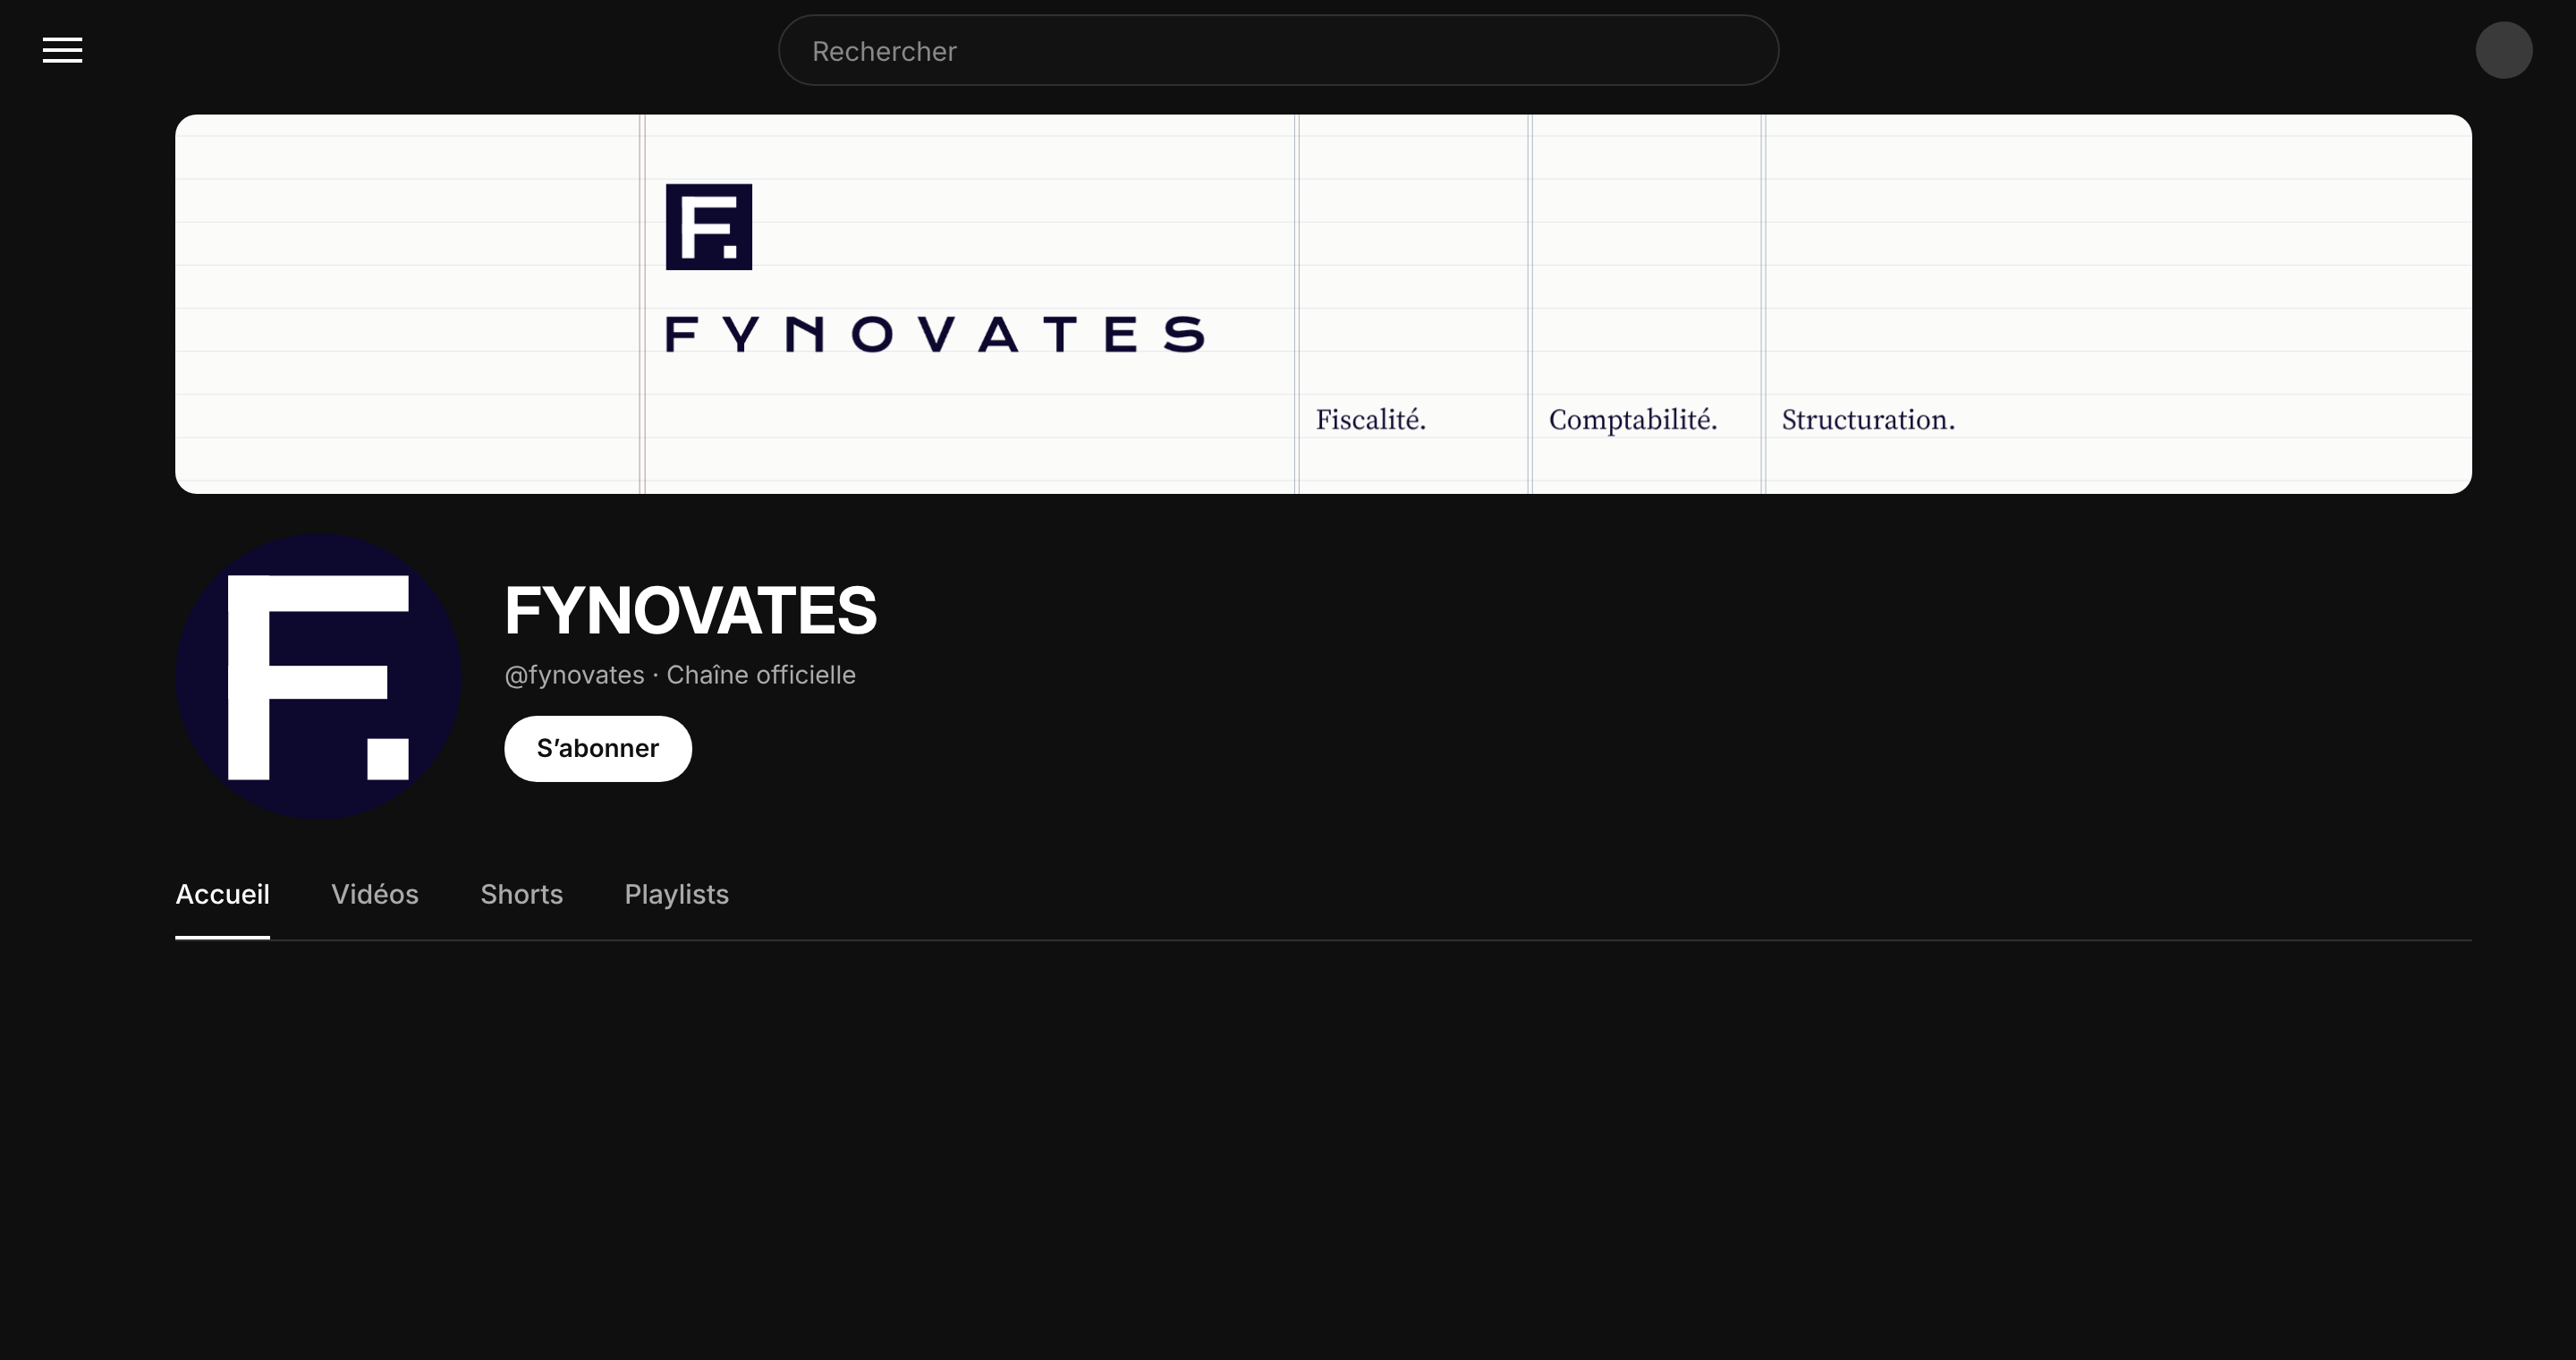 Rechercher
F.
FYNOVATES
Fiscalité. Comptabilité. Structuration.
F.
FYNOVATES
@fynovates · Chaîne officielle
S’abonner
Accueil Vidéos Shorts Playlists